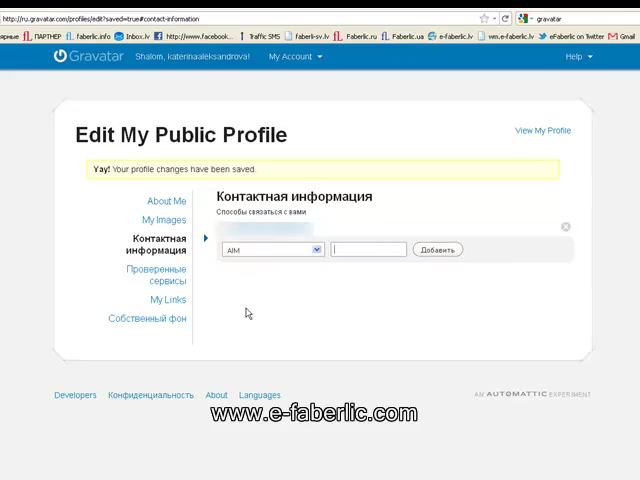 http://ru.gravatar.com/profiles/edit?saved=true#contact-information
gravatar
ярные ПАРТНЕР faberlic.info Inbox.lv http://www.facebook... Traffic SMS faberli-sv.lv Faberlic.ru Faberlic.ua e-faberlic.lv wm.e-faberlic.lv eFaberlic on Twitter Gmail
Gravatar Shalom, katerinaaleksandrova! My Account Help
Edit My Public Profile
View My Profile
Yay! Your profile changes have been saved.
About Me
My Images
Контактная информация
Проверенные сервисы
My Links
Собственный фон
Контактная информация
Способы связаться с вами
AIM
Добавить
Developers Конфиденциальность About Languages
AN AUTOMATTIC EXPERIMENT
www.e-faberlic.com